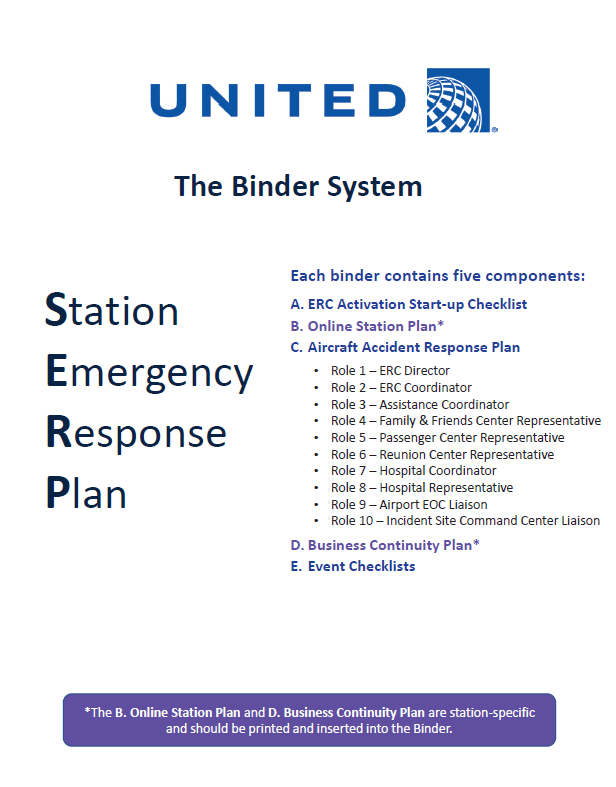 UNITED
®
The Binder System
Station
Emergency
Response
Plan
Each binder contains five components:
A. ERC Activation Start-up Checklist
B. Online Station Plan*
C. Aircraft Accident Response Plan
• Role 1 – ERC Director
• Role 2 – ERC Coordinator
• Role 3 – Assistance Coordinator
• Role 4 – Family & Friends Center Representative
• Role 5 – Passenger Center Representative
• Role 6 – Reunion Center Representative
• Role 7 – Hospital Coordinator
• Role 8 – Hospital Representative
• Role 9 – Airport EOC Liaison
• Role 10 – Incident Site Command Center Liaison
D. Business Continuity Plan*
E. Event Checklists
*The B. Online Station Plan and D. Business Continuity Plan are station-specific
and should be printed and inserted into the Binder.